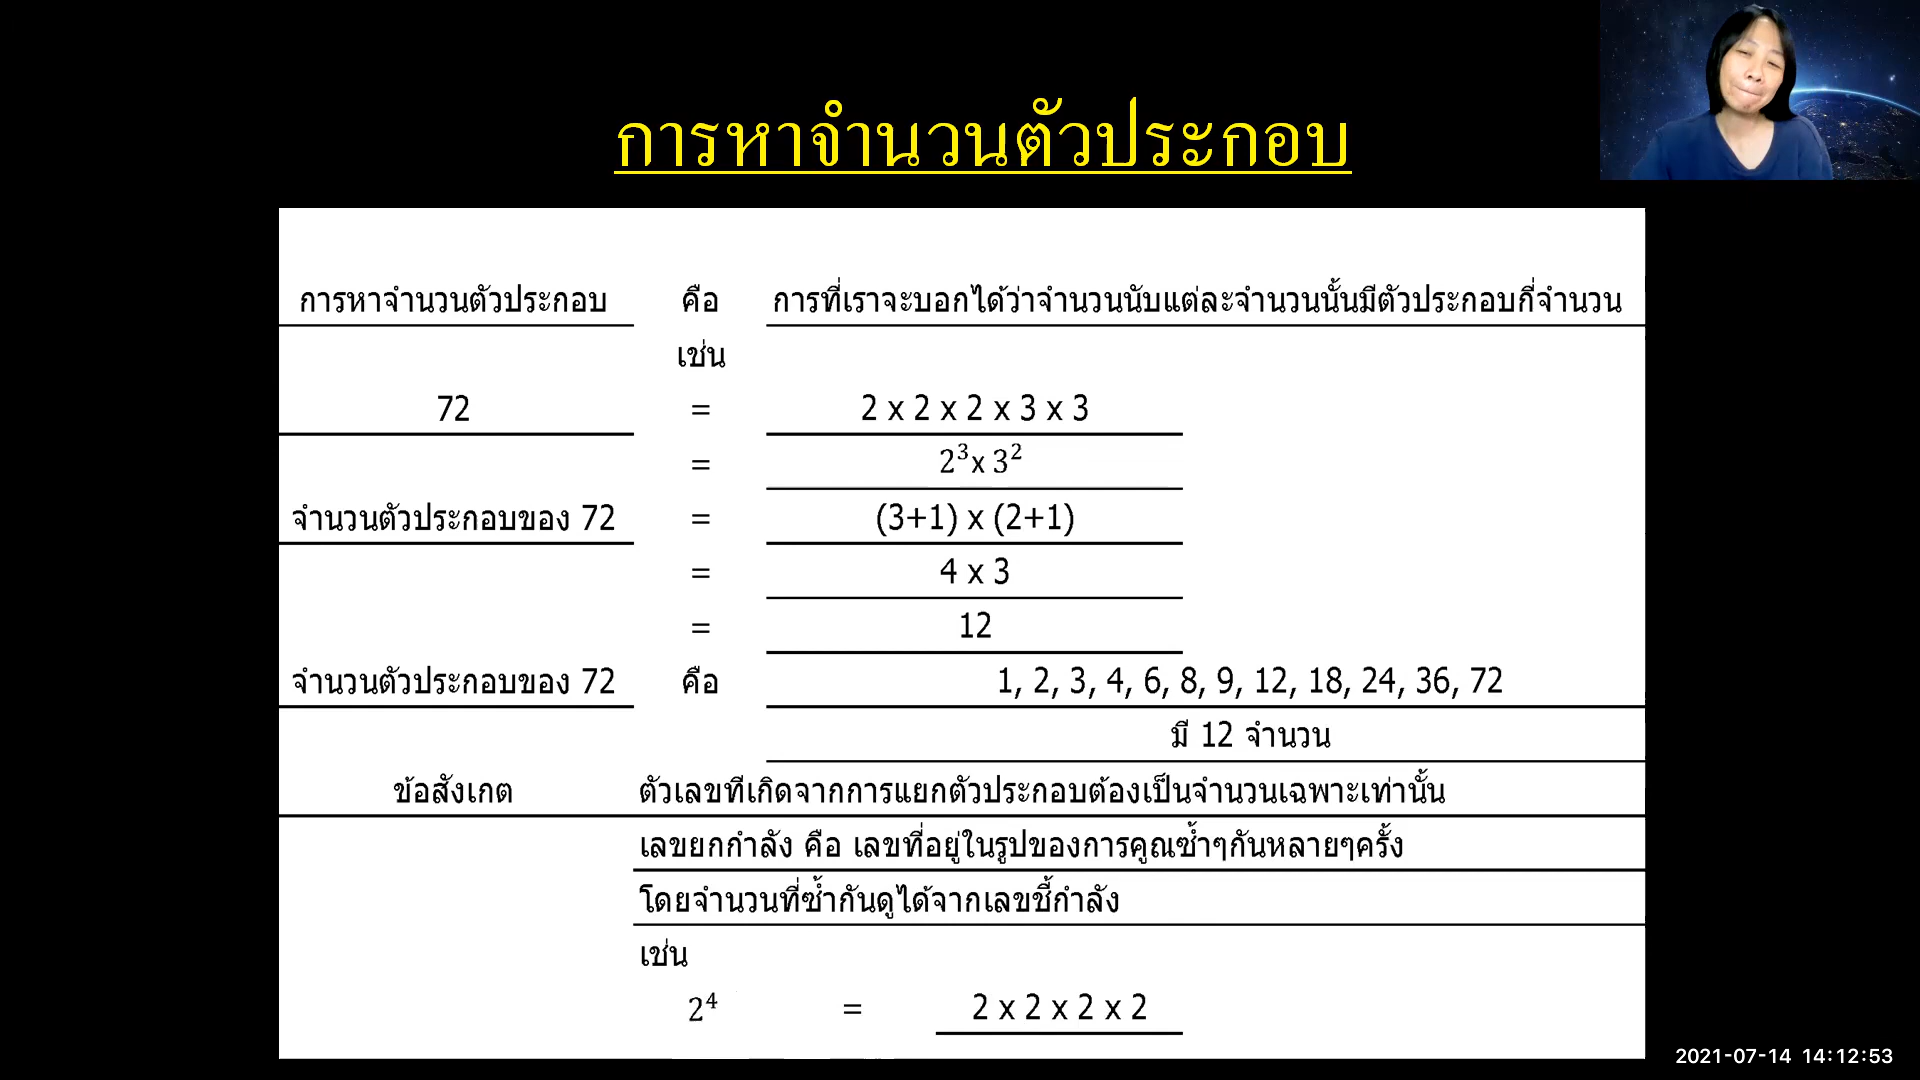 การหาจำนวนตัวประกอบ
การหาจำนวนตัวประกอบ คือ การที่เราจะบอกได้ว่าจำนวนนับแต่ละจำนวนนั้นมีตัวประกอบกี่จำนวน
เช่น
72 = 2 x 2 x 2 x 3 x 3
= 2³x 3²
จำนวนตัวประกอบของ 72 = (3+1) x (2+1)
= 4 x 3
= 12
จำนวนตัวประกอบของ 72 คือ 1, 2, 3, 4, 6, 8, 9, 12, 18, 24, 36, 72
มี 12 จำนวน
ข้อสังเกต ตัวเลขทีเกิดจากการแยกตัวประกอบต้องเป็นจำนวนเฉพาะเท่านั้น
เลขยกกำลัง คือ เลขที่อยู่ในรูปของการคูณซ้ำๆกันหลายๆครั้ง
โดยจำนวนที่ซ้ำกันดูได้จากเลขชี้กำลัง
เช่น
2⁴ = 2 x 2 x 2 x 2
2021-07-14 14:12:53